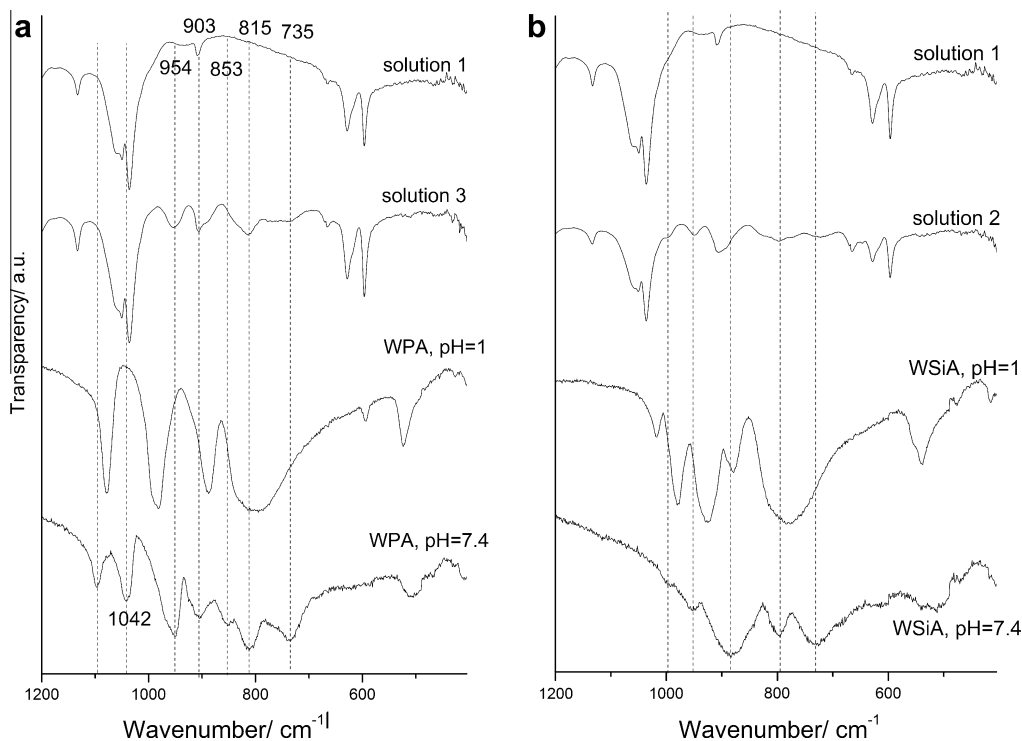 a
903
815
735
954
853
solution 1
solution 3
WPA, pH=1
WPA, pH=7.4
1042
Transparency/ a.u.
1200
1000
800
600
Wavenumber/ cm-1
b
solution 1
solution 2
WSiA, pH=1
WSiA, pH=7.4
1200
1000
800
600
Wavenumber/ cm-1